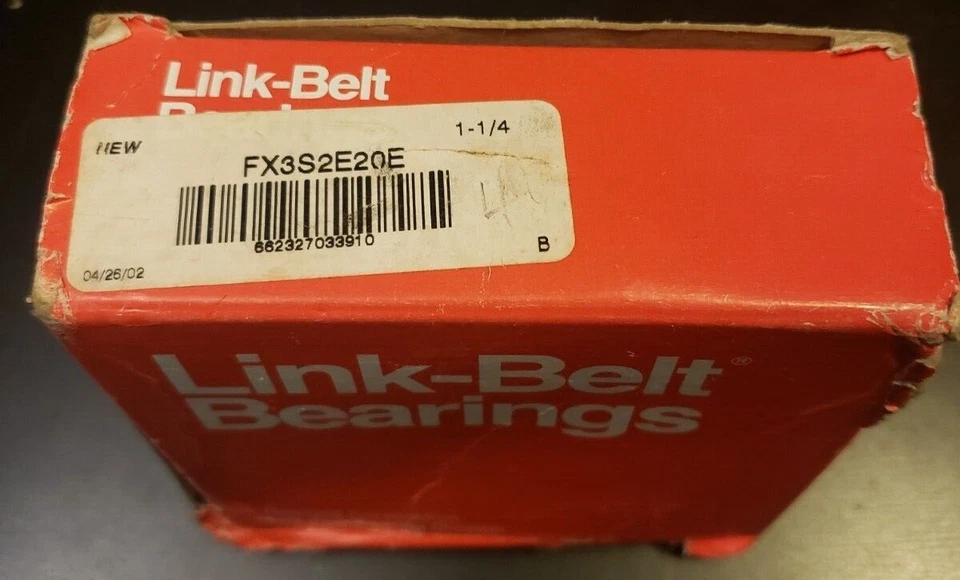 Link-Belt
NEW
1-1/4
FX3S2E20E
662327033910
B
04/26/02
Link-Belt®
Bearings